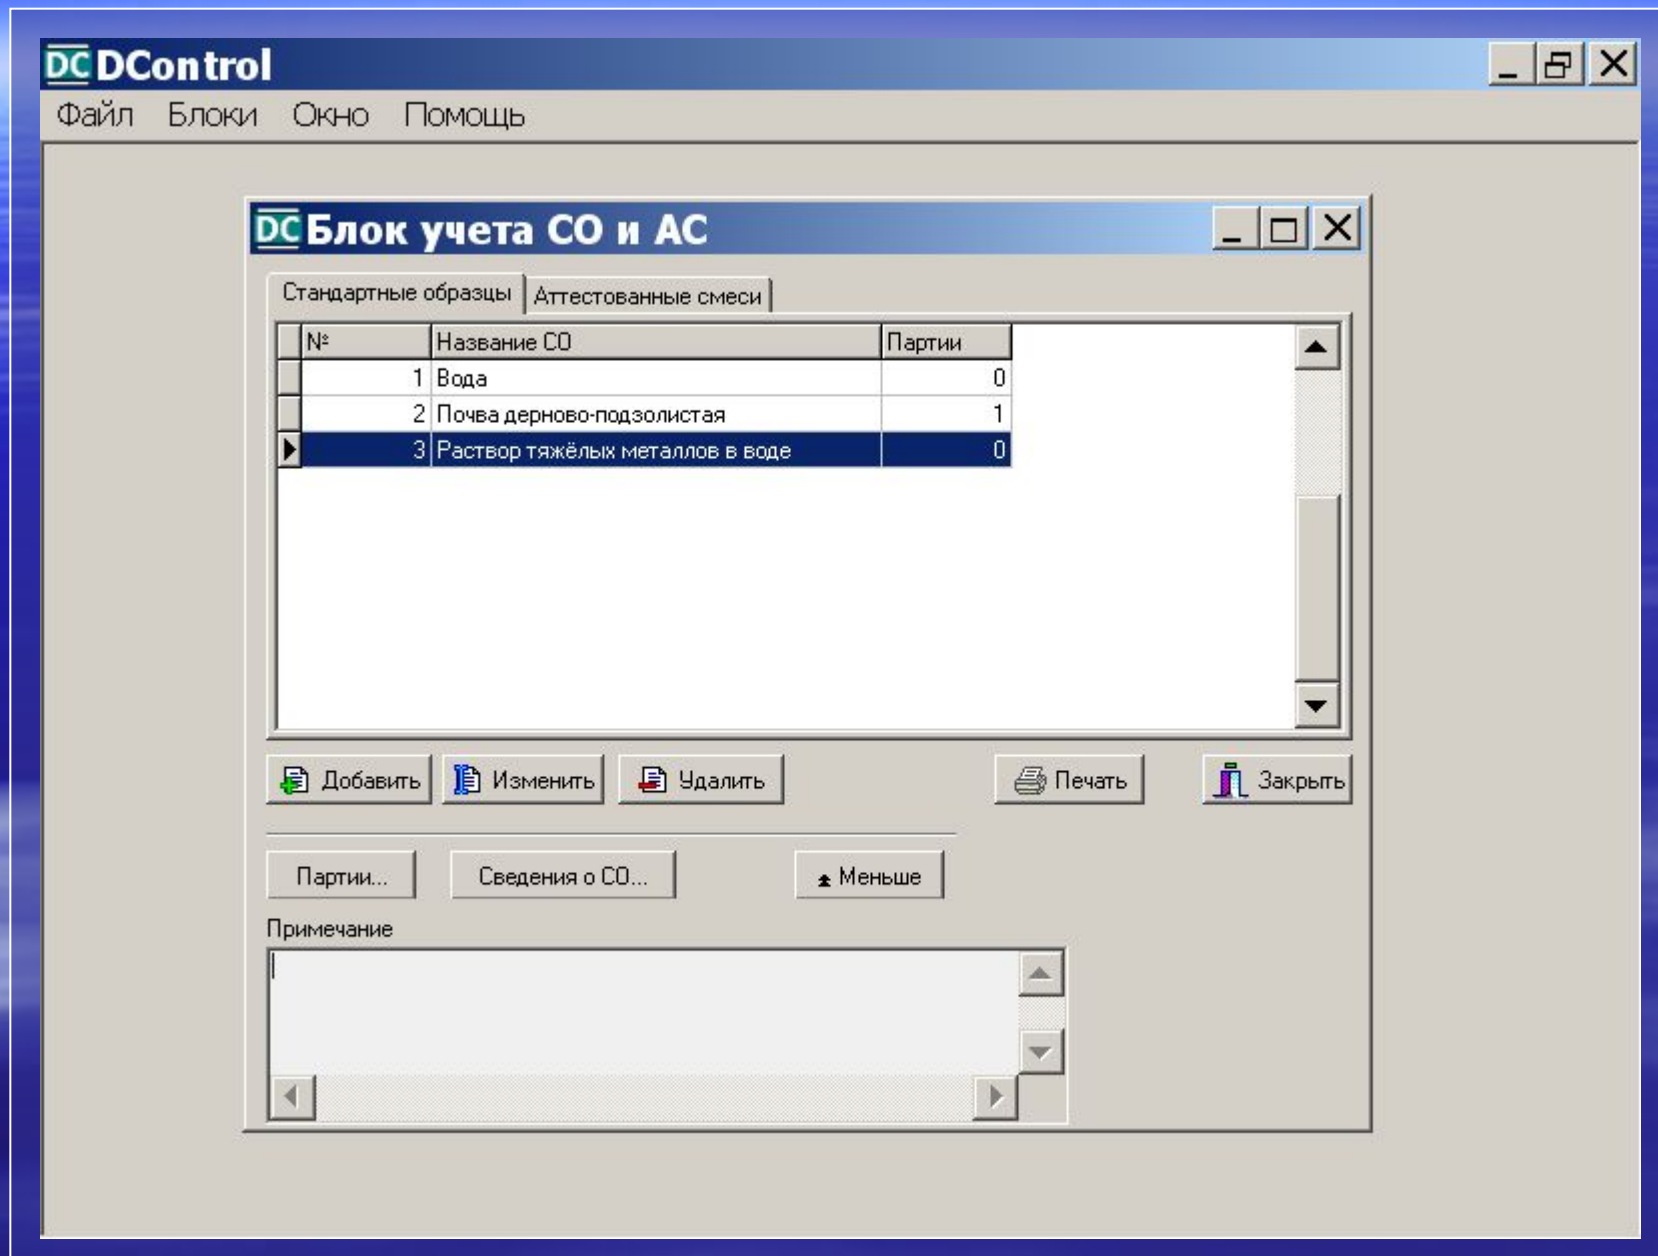 DC DControl
Файл Блоки Окно Помощь
DC Блок учета СО и АС
Стандартные образцы Аттестованные смеси
№ Название СО Партии
1 Вода 0
2 Почва дерново-подзолистая 1
3 Раствор тяжёлых металлов в воде 0
Добавить Изменить Удалить Печать Закрыть
Партии... Сведения о СО... Меньше
Примечание